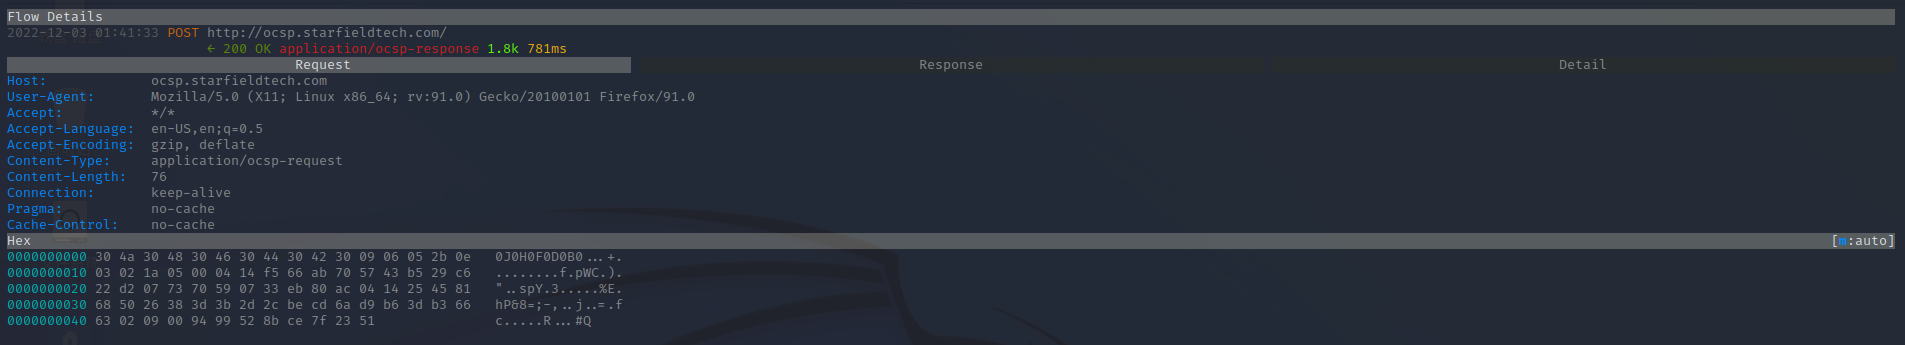 Flow Details
2022-12-03 01:41:33 POST http://ocsp.starfieldtech.com/
← 200 OK application/ocsp-response 1.8k 781ms
Request Response Detail
Host: ocsp.starfieldtech.com
User-Agent: Mozilla/5.0 (X11; Linux x86_64; rv:91.0) Gecko/20100101 Firefox/91.0
Accept: */*
Accept-Language: en-US,en;q=0.5
Accept-Encoding: gzip, deflate
Content-Type: application/ocsp-request
Content-Length: 76
Connection: keep-alive
Pragma: no-cache
Cache-Control: no-cache
Hex [m:auto]
0000000000 30 4a 30 48 30 46 30 44 30 42 30 09 06 05 2b 0e 0J0H0F0D0B0...+.
0000000010 03 02 1a 05 00 04 14 f5 66 ab 70 57 43 b5 29 c6 ........f.pWC.).
0000000020 22 d2 07 73 70 59 07 33 eb 80 ac 04 14 25 45 81 "..spY.3.....%E.
0000000030 68 50 26 38 3d 3b 2d 2c be cd 6a d9 b6 3d b3 66 hP&8=;-,..j..=.f
0000000040 63 02 09 00 94 99 52 8b ce 7f 23 51 c.....R...#Q